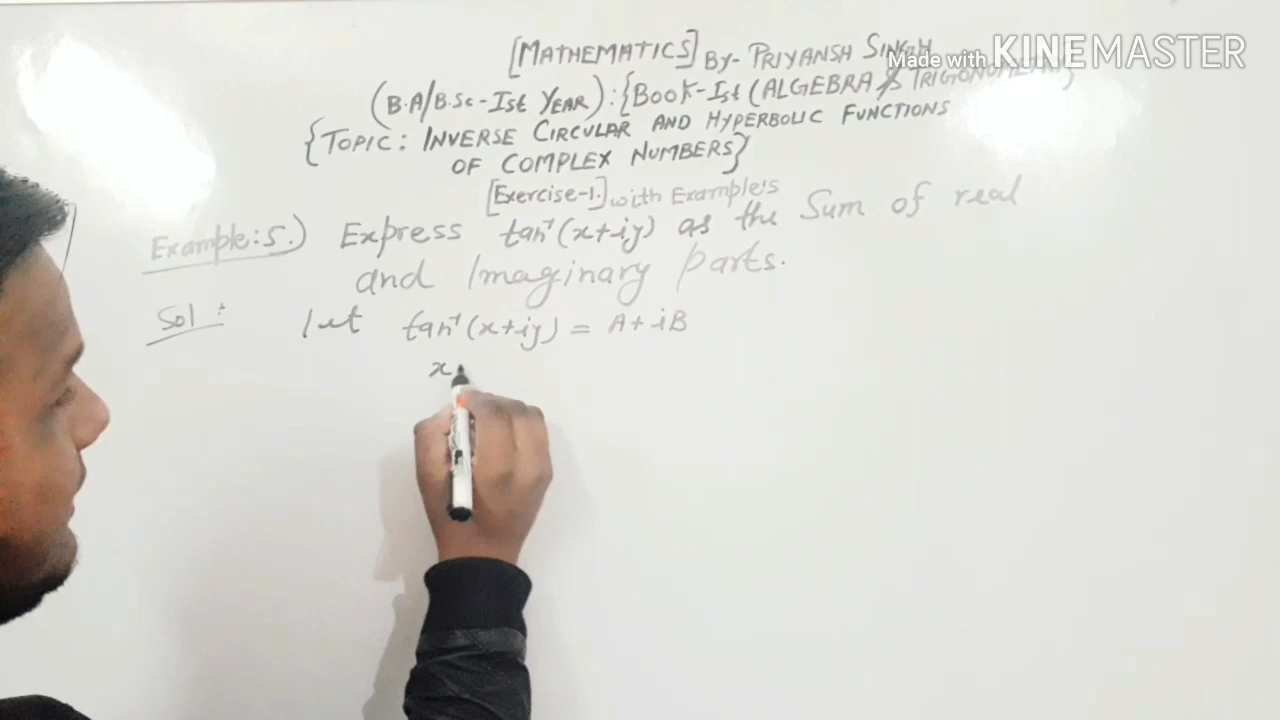 [MATHEMATICS] By- PRIYANSH SINGH
Made with KINEMASTER
(B.A/B.Sc-Ist YEAR):{BOOK-Ist (ALGEBRA & TRIGONOMETRY)}
{TOPIC: INVERSE CIRCULAR AND HYPERBOLIC FUNCTIONS
OF COMPLEX NUMBERS}
[Exercise-1.] with Example:s
Example:5.) Express tan⁻¹(x+iy) as the Sum of real
and Imaginary parts.
Sol: let tan⁻¹(x+iy) = A+iB
x